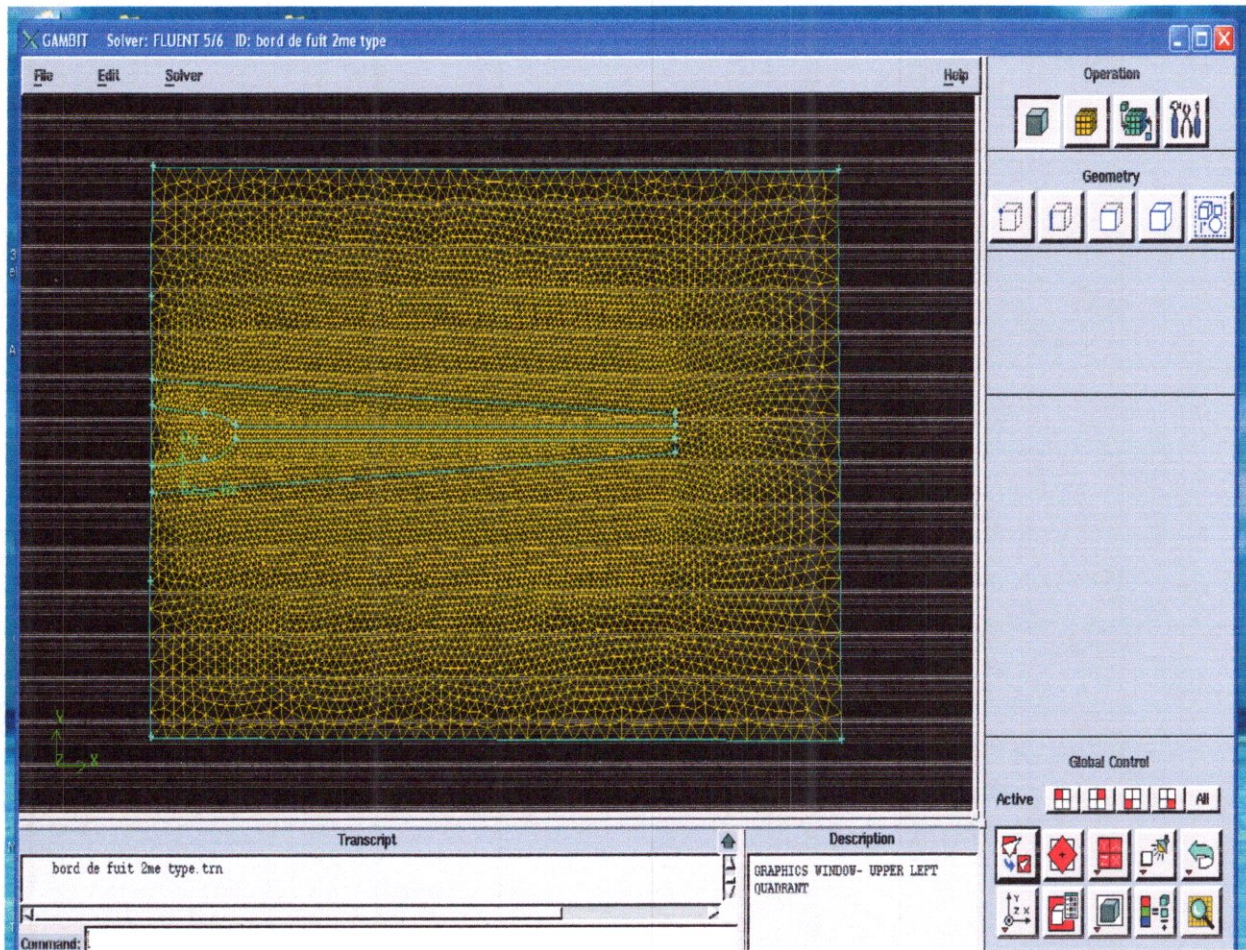 GAMBIT Solver: FLUENT 5/6 ID: bord de fuit 2me type
File Edit Solver Help
Operation
Geometry
Y
Z X
Global Control
Active All
Transcript
bord de fuit 2me type.trn
Description
GRAPHICS WINDOW- UPPER LEFT
QUADRANT
Command: